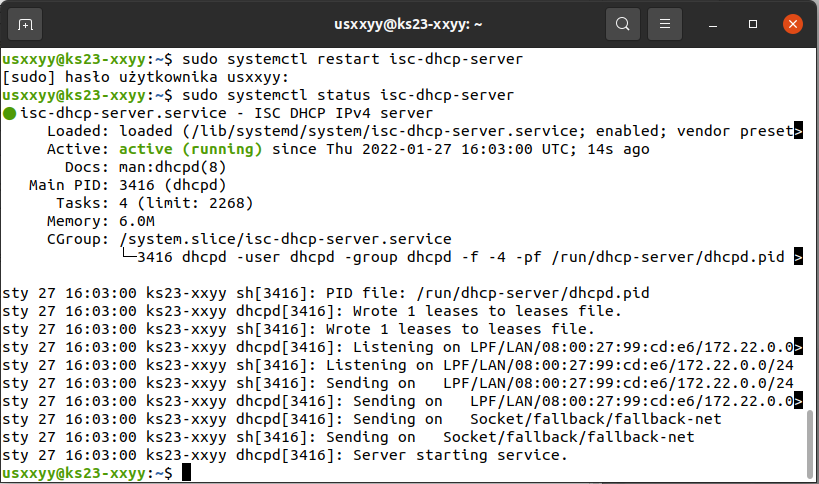 usxxyy@ks23-xxyy: ~
usxxyy@ks23-xxyy:~$ sudo systemctl restart isc-dhcp-server
[sudo] hasło użytkownika usxxyy:
usxxyy@ks23-xxyy:~$ sudo systemctl status isc-dhcp-server
● isc-dhcp-server.service - ISC DHCP IPv4 server
     Loaded: loaded (/lib/systemd/system/isc-dhcp-server.service; enabled; vendor preset>
     Active: active (running) since Thu 2022-01-27 16:03:00 UTC; 14s ago
       Docs: man:dhcpd(8)
   Main PID: 3416 (dhcpd)
      Tasks: 4 (limit: 2268)
     Memory: 6.0M
     CGroup: /system.slice/isc-dhcp-server.service
             └─3416 dhcpd -user dhcpd -group dhcpd -f -4 -pf /run/dhcp-server/dhcpd.pid >
sty 27 16:03:00 ks23-xxyy sh[3416]: PID file: /run/dhcp-server/dhcpd.pid
sty 27 16:03:00 ks23-xxyy dhcpd[3416]: Wrote 1 leases to leases file.
sty 27 16:03:00 ks23-xxyy sh[3416]: Wrote 1 leases to leases file.
sty 27 16:03:00 ks23-xxyy dhcpd[3416]: Listening on LPF/LAN/08:00:27:99:cd:e6/172.22.0.0>
sty 27 16:03:00 ks23-xxyy sh[3416]: Listening on LPF/LAN/08:00:27:99:cd:e6/172.22.0.0/24
sty 27 16:03:00 ks23-xxyy sh[3416]: Sending on   LPF/LAN/08:00:27:99:cd:e6/172.22.0.0/24
sty 27 16:03:00 ks23-xxyy dhcpd[3416]: Sending on   LPF/LAN/08:00:27:99:cd:e6/172.22.0.0>
sty 27 16:03:00 ks23-xxyy dhcpd[3416]: Sending on   Socket/fallback/fallback-net
sty 27 16:03:00 ks23-xxyy sh[3416]: Sending on   Socket/fallback/fallback-net
sty 27 16:03:00 ks23-xxyy dhcpd[3416]: Server starting service.
usxxyy@ks23-xxyy:~$